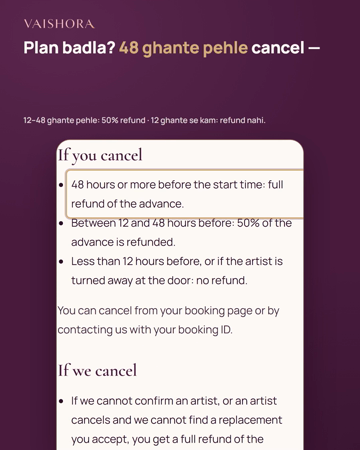 VAISHORA
Plan badla? 48 ghante pehle cancel —
12–48 ghante pehle: 50% refund · 12 ghante se kam: refund nahi.
If you cancel
• 48 hours or more before the start time: full
refund of the advance.
• Between 12 and 48 hours before: 50% of the
advance is refunded.
• Less than 12 hours before, or if the artist is
turned away at the door: no refund.
You can cancel from your booking page or by
contacting us with your booking ID.
If we cancel
• If we cannot confirm an artist, or an artist
cancels and we cannot find a replacement
you accept, you get a full refund of the